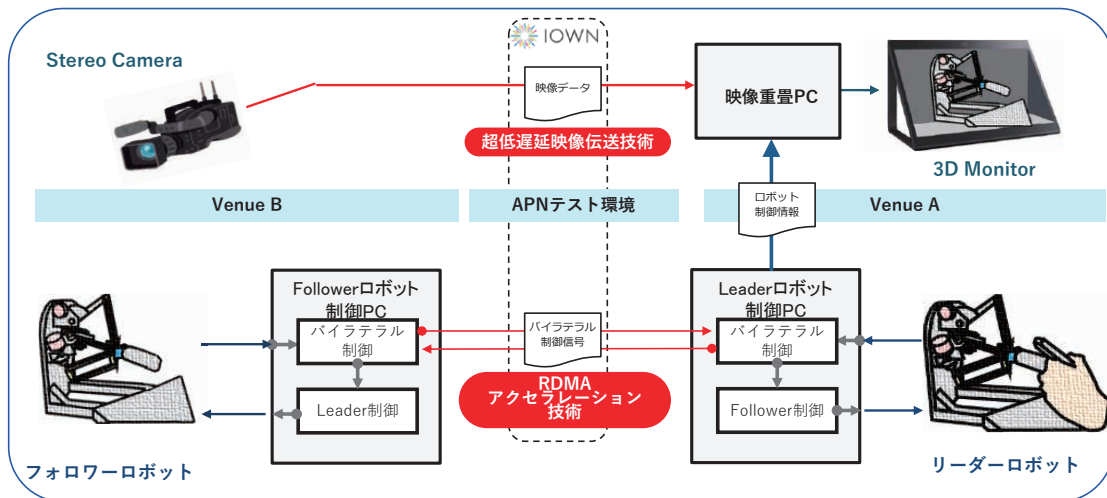 IOWN
Stereo Camera
映像データ
映像重畳PC
超低遅延映像伝送技術
3D Monitor
Venue B
APNテスト環境
ロボット
制御情報
Venue A
Followerロボット
制御PC
バイラテラル
制御
Leader制御
バイラテラル
制御信号
RDMA
アクセラレーション
技術
Leaderロボット
制御PC
バイラテラル
制御
Follower制御
フォロワーロボット
リーダーロボット